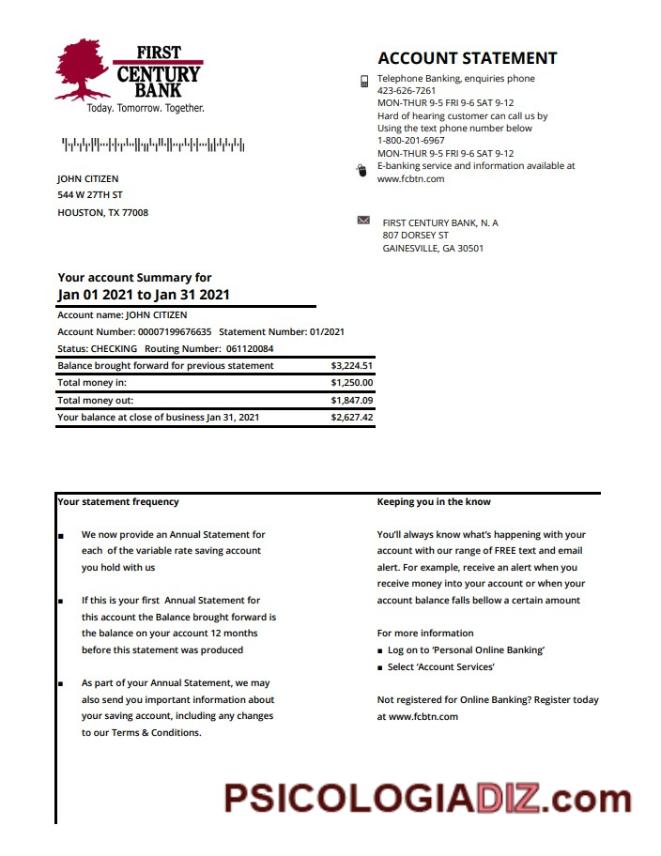 FIRST
CENTURY
BANK
Today. Tomorrow. Together.
ACCOUNT STATEMENT
Telephone Banking, enquiries phone
423-626-7261
MON-THUR 9-5 FRI 9-6 SAT 9-12
Hard of hearing customer can call us by
Using the text phone number below
1-800-201-6967
MON-THUR 9-5 FRI 9-6 SAT 9-12
E-banking service and information available at
www.fcbtn.com
JOHN CITIZEN
544 W 27TH ST
HOUSTON, TX 77008
FIRST CENTURY BANK, N. A
807 DORSEY ST
GAINESVILLE, GA 30501
Your account Summary for
Jan 01 2021 to Jan 31 2021
Account name: JOHN CITIZEN
Account Number: 00007199676635 Statement Number: 01/2021
Status: CHECKING Routing Number: 061120084
Balance brought forward for previous statement $3,224.51
Total money in: $1,250.00
Total money out: $1,847.09
Your balance at close of business Jan 31, 2021 $2,627.42
Your statement frequency
▪ We now provide an Annual Statement for
each of the variable rate saving account
you hold with us
▪ If this is your first Annual Statement for
this account the Balance brought forward is
the balance on your account 12 months
before this statement was produced
▪ As part of your Annual Statement, we may
also send you important information about
your saving account, including any changes
to our Terms & Conditions.
Keeping you in the know
You'll always know what's happening with your
account with our range of FREE text and email
alert. For example, receive an alert when you
receive money into your account or when your
account balance falls bellow a certain amount
For more information
▪ Log on to 'Personal Online Banking'
▪ Select 'Account Services'
Not registered for Online Banking? Register today
at www.fcbtn.com
PSICOLOGIADIZ.com